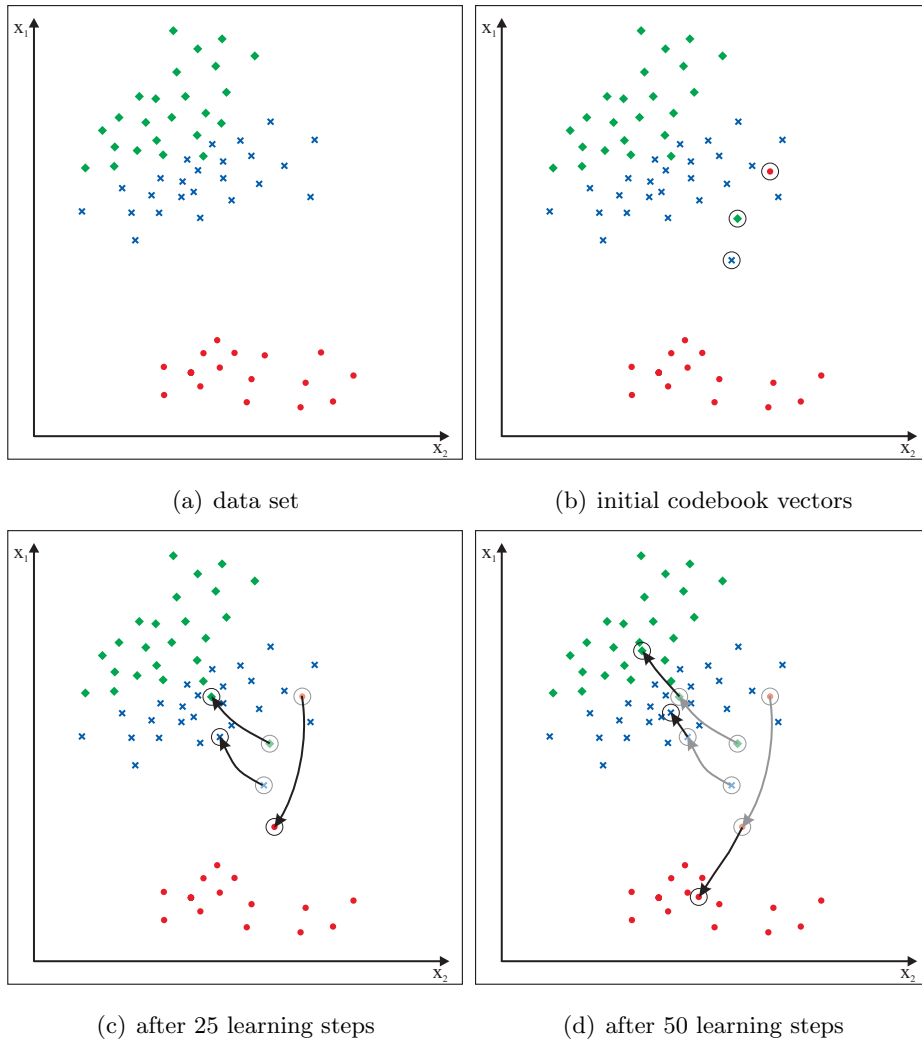 x₁
x₂
(a) data set
x₁
x₂
(b) initial codebook vectors
x₁
x₂
(c) after 25 learning steps
x₁
x₂
(d) after 50 learning steps